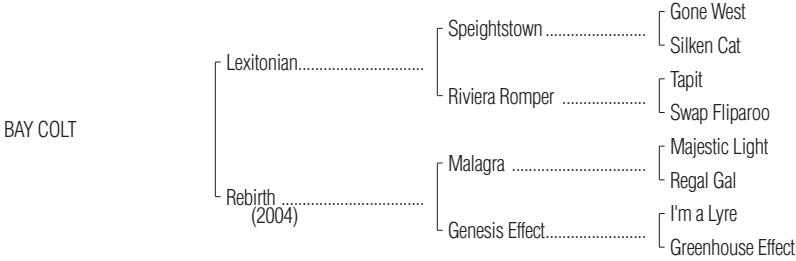 Gone West
Speightstown
Silken Cat
Lexitonian
Tapit
Riviera Romper
Swap Fliparoo
BAY COLT
Majestic Light
Malagra
Regal Gal
Rebirth
(2004)
I'm a Lyre
Genesis Effect
Greenhouse Effect